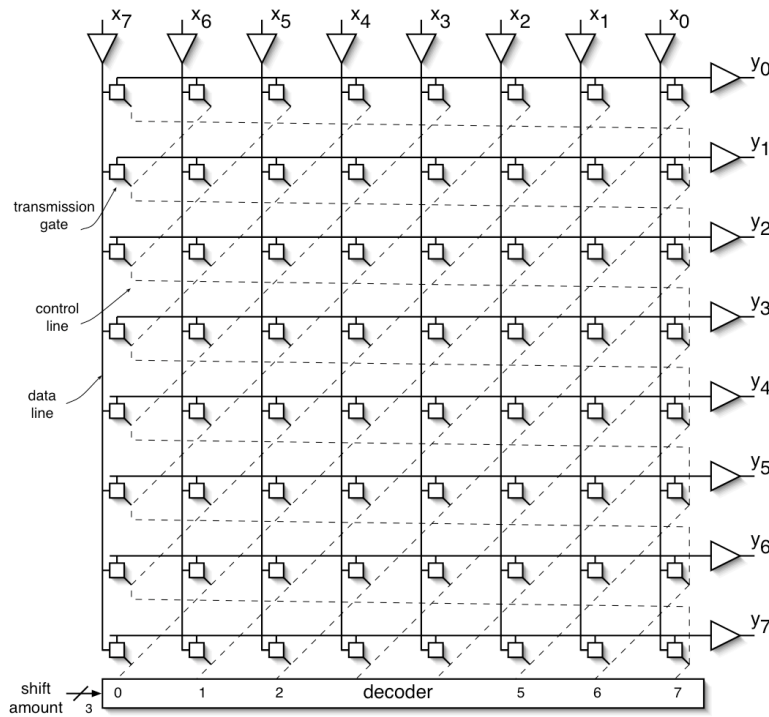 x7 x6 x5 x4 x3 x2 x1 x0
y0
y1
transmission
gate
y2
control
line
y3
data
line
y4
y5
y6
y7
shift
amount 3
0 1 2 decoder 5 6 7